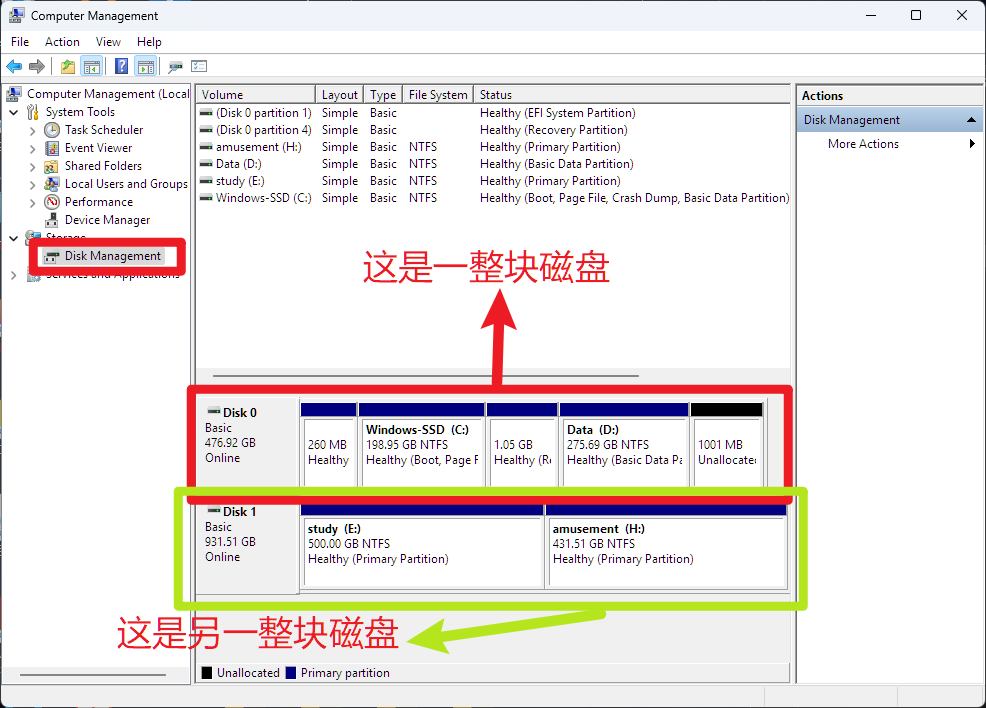 Computer Management
File Action View Help
Computer Management (Local
System Tools
Task Scheduler
Event Viewer
Shared Folders
Local Users and Groups
Performance
Device Manager
Storage
Disk Management
Services and Applications
Volume Layout Type File System Status
(Disk 0 partition 1) Simple Basic Healthy (EFI System Partition)
(Disk 0 partition 4) Simple Basic Healthy (Recovery Partition)
amusement (H:) Simple Basic NTFS Healthy (Primary Partition)
Data (D:) Simple Basic NTFS Healthy (Basic Data Partition)
study (E:) Simple Basic NTFS Healthy (Primary Partition)
Windows-SSD (C:) Simple Basic NTFS Healthy (Boot, Page File, Crash Dump, Basic Data Partition)
这是一整块磁盘
Disk 0
Basic
476.92 GB
Online
260 MB
Healthy
Windows-SSD (C:)
198.95 GB NTFS
Healthy (Boot, Page F
1.05 GB
Healthy (Re
Data (D:)
275.69 GB NTFS
Healthy (Basic Data Pa
1001 MB
Unallocated
Disk 1
Basic
931.51 GB
Online
study (E:)
500.00 GB NTFS
Healthy (Primary Partition)
amusement (H:)
431.51 GB NTFS
Healthy (Primary Partition)
这是另一整块磁盘
Unallocated Primary partition
Actions
Disk Management
More Actions